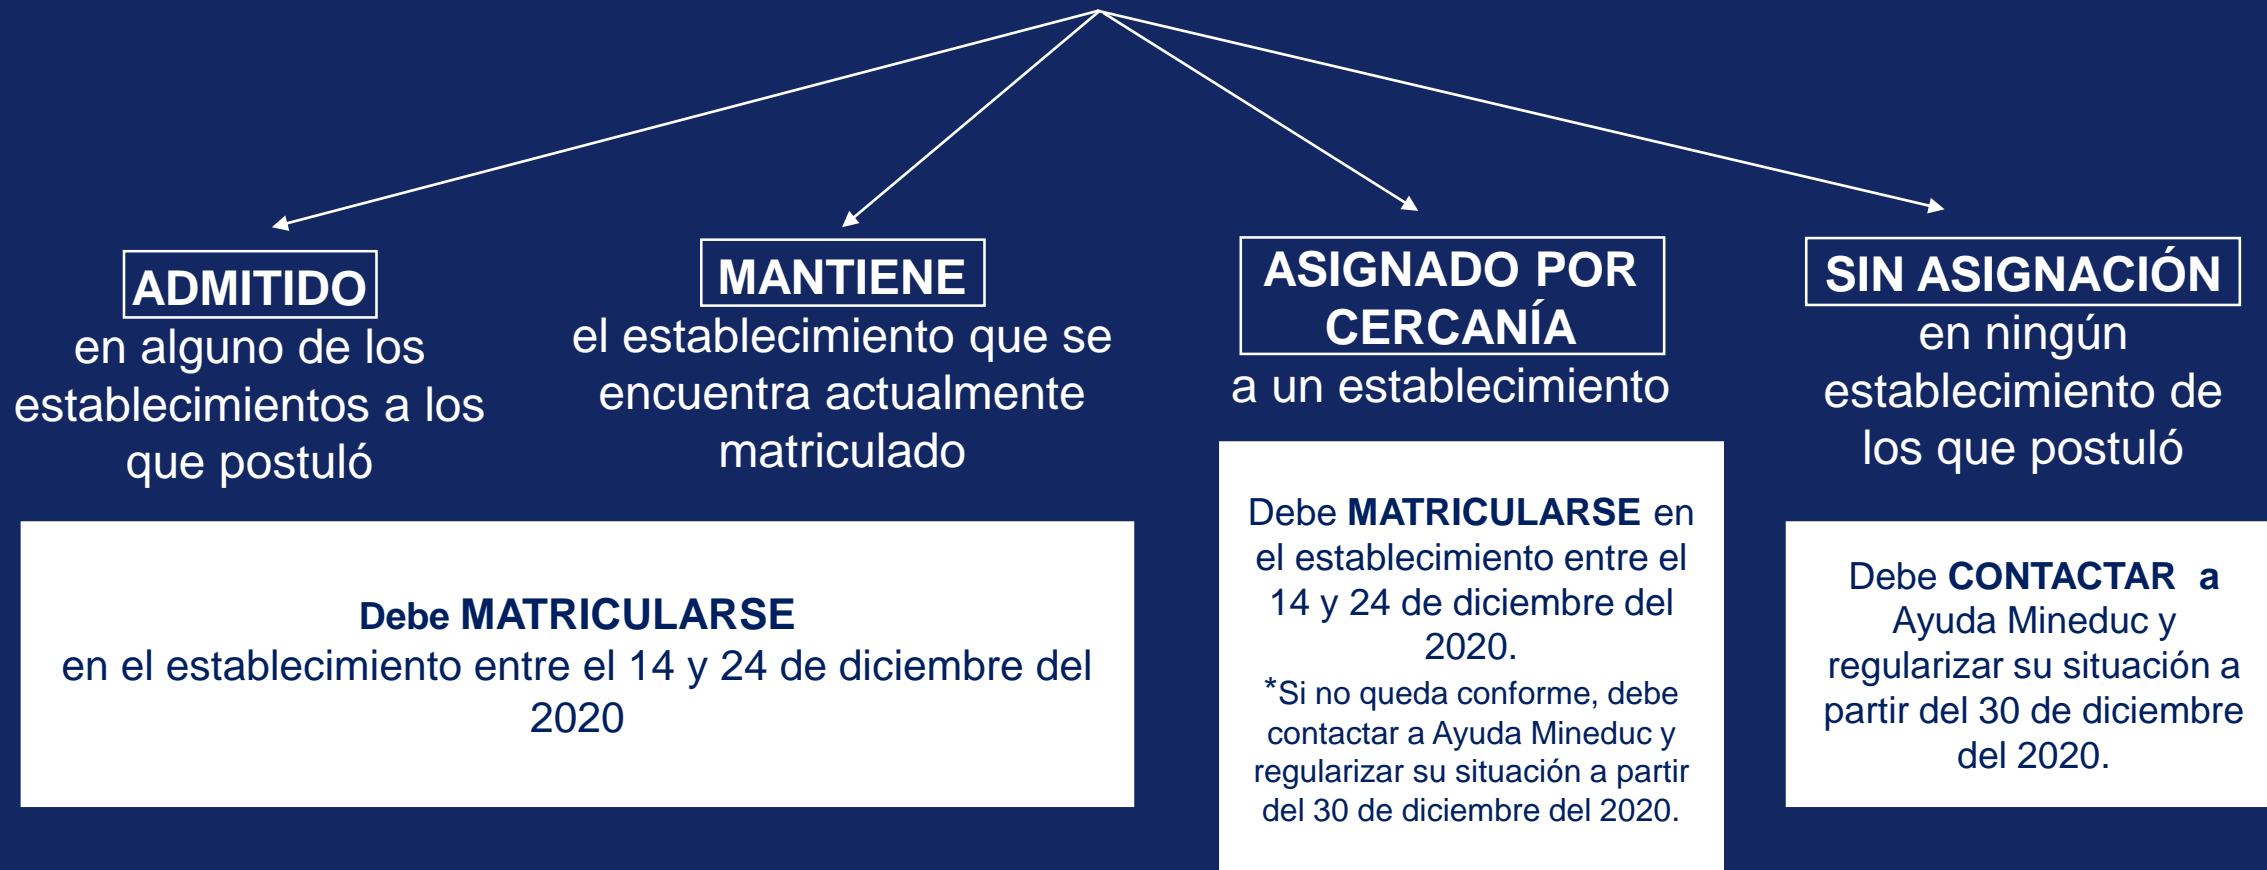 ADMITIDO
en alguno de los
establecimientos a los
que postuló
MANTIENE
el establecimiento que se
encuentra actualmente
matriculado
Debe MATRICULARSE
en el establecimiento entre el 14 y 24 de diciembre del
2020
ASIGNADO POR
CERCANÍA
a un establecimiento
Debe MATRICULARSE en
el establecimiento entre el
14 y 24 de diciembre del
2020.
*Si no queda conforme, debe
contactar a Ayuda Mineduc y
regularizar su situación a partir
del 30 de diciembre del 2020.
SIN ASIGNACIÓN
en ningún
establecimiento de
los que postuló
Debe CONTACTAR a
Ayuda Mineduc y
regularizar su situación a
partir del 30 de diciembre
del 2020.